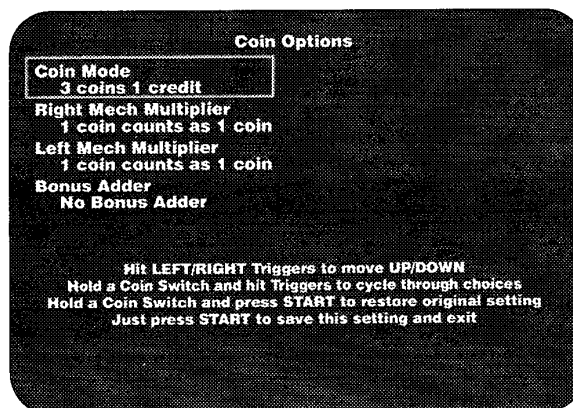 Coin Options
Coin Mode
3 coins 1 credit
Right Mech Multiplier
1 coin counts as 1 coin
Left Mech Multiplier
1 coin counts as 1 coin
Bonus Adder
No Bonus Adder
Hit LEFT/RIGHT Triggers to move UP/DOWN
Hold a Coin Switch and hit Triggers to cycle through choices
Hold a Coin Switch and press START to restore original setting
Just press START to save this setting and exit